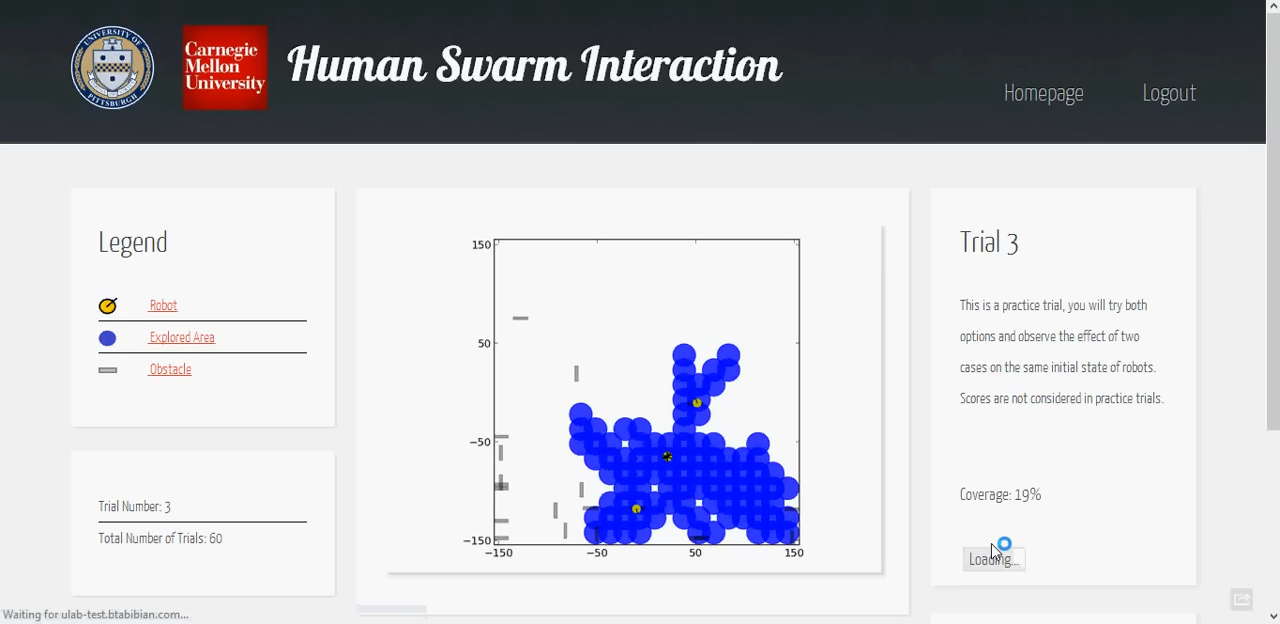 UNIVERSITY OF
PITTSBURGH
Carnegie
Mellon
University
Human Swarm Interaction
Homepage
Logout
Legend
Robot
Explored Area
Obstacle
Trial Number: 3
Total Number of Trials: 60
150
50
−50
−150
−150
−50
50
150
Trial 3
This is a practice trial, you will try both
options and observe the effect of two
cases on the same initial state of robots.
Scores are not considered in practice trials.
Coverage: 19%
Loading...
Waiting for ulab-test.btabibian.com...